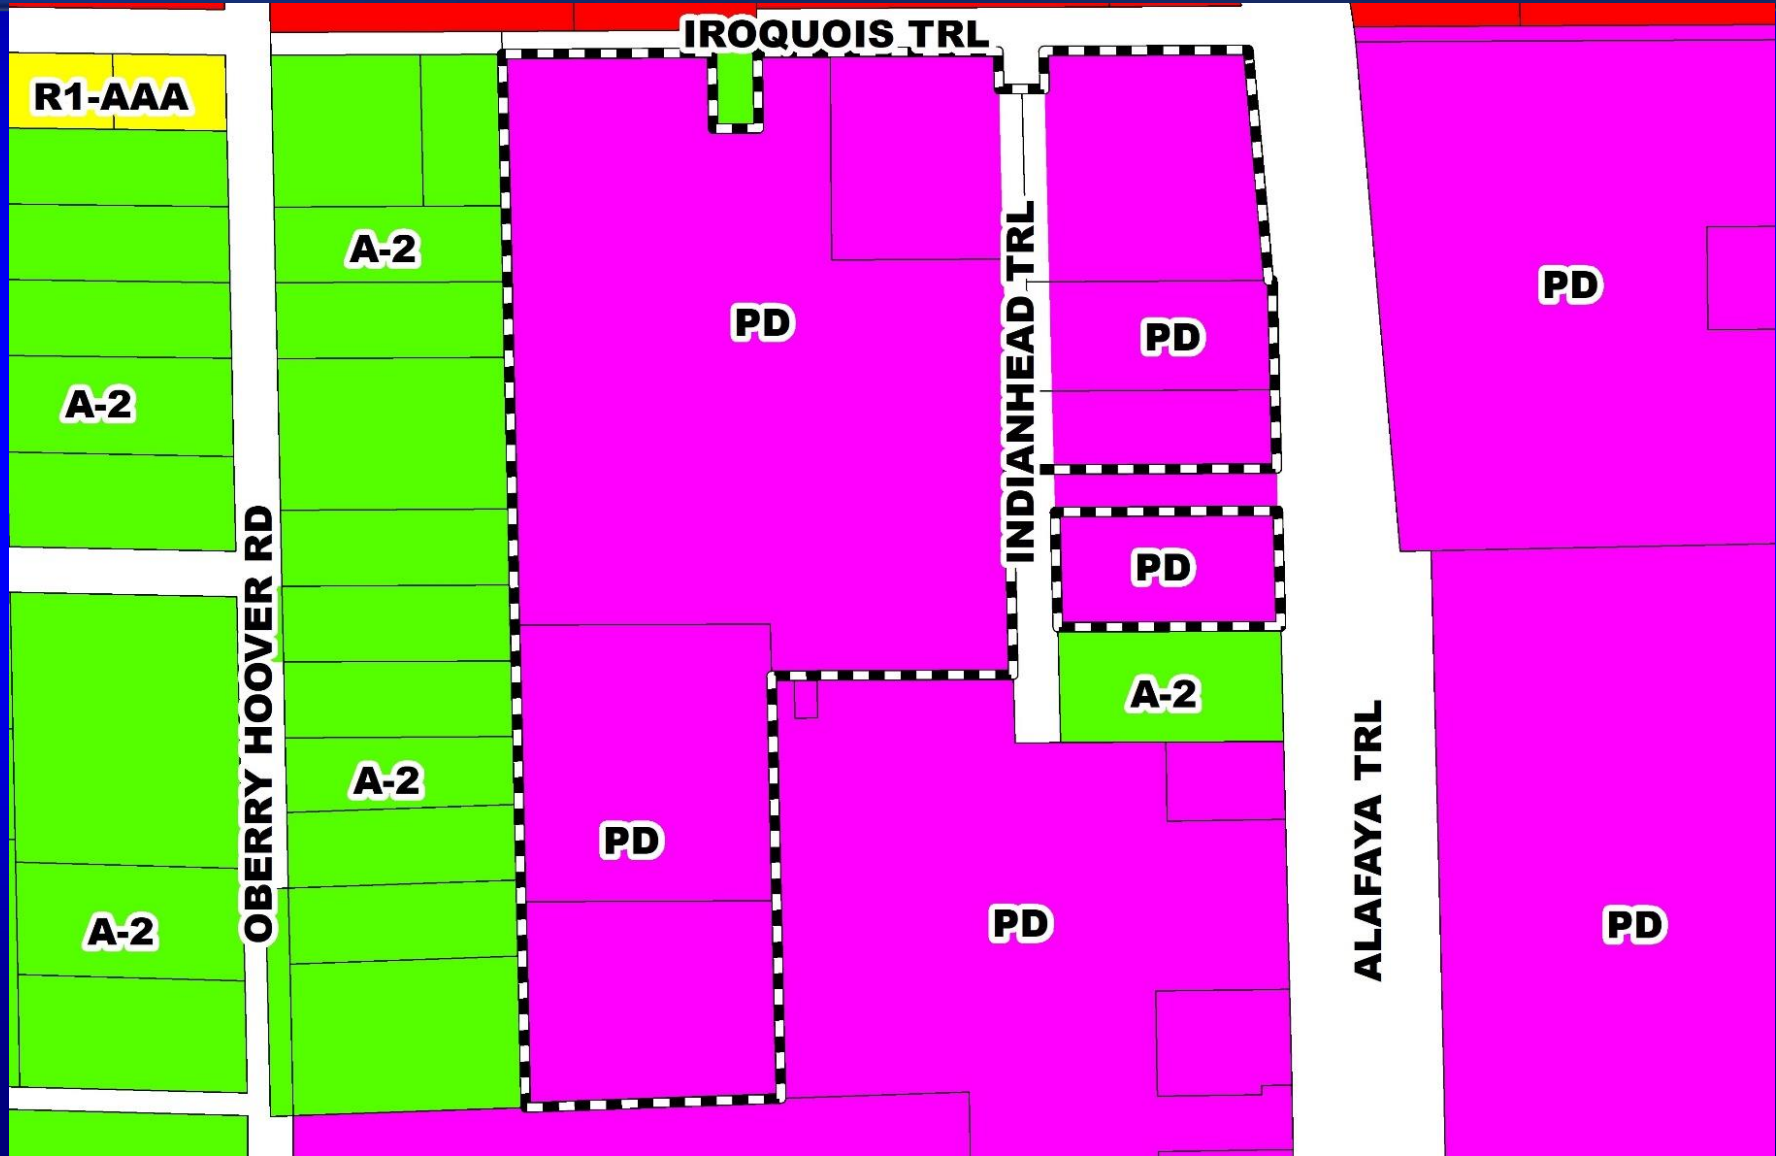 IROQUOIS TRL
R1-AAA
A-2
PD
PD
PD
A-2
INDIANHEAD TRL
PD
A-2
OBERRY HOOVER RD
A-2
PD
ALAFAYA TRL
A-2
PD
PD
PD